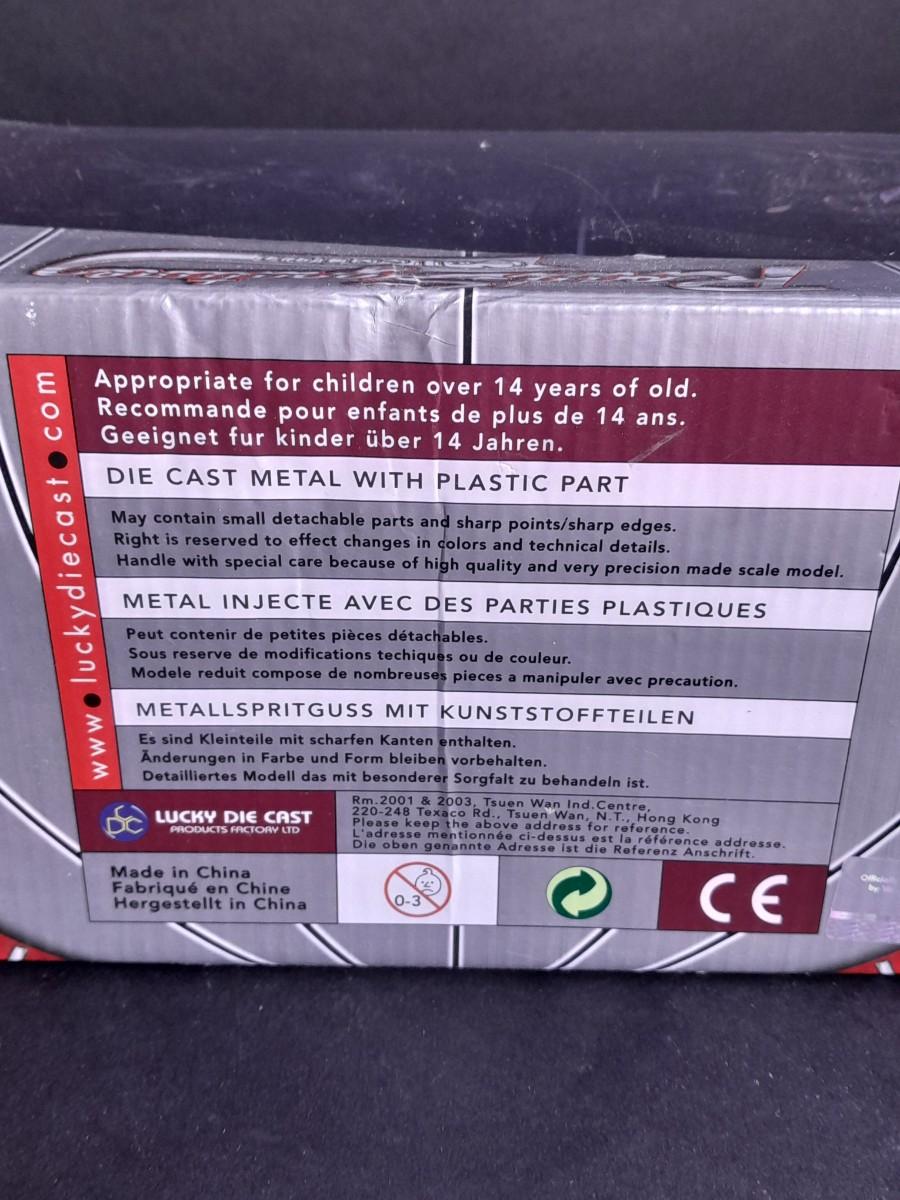 www.luckydiecast.com
Appropriate for children over 14 years of old.
Recommande pour enfants de plus de 14 ans.
Geeignet fur kinder über 14 Jahren.
DIE CAST METAL WITH PLASTIC PART
May contain small detachable parts and sharp points/sharp edges.
Right is reserved to effect changes in colors and technical details.
Handle with special care because of high quality and very precision made scale model.
METAL INJECTE AVEC DES PARTIES PLASTIQUES
Peut contenir de petites pièces détachables.
Sous reserve de modifications techiques ou de couleur.
Modele reduit compose de nombreuses pieces a manipuler avec precaution.
METALLSPRITGUSS MIT KUNSTSTOFFTEILEN
Es sind Kleinteile mit scharfen Kanten enthalten.
Änderungen in Farbe und Form bleiben vorbehalten.
Detailliertes Modell das mit besonderer Sorgfalt zu behandeln ist.
LUCKY DIE CAST
PRODUCTS FACTORY LTD
Rm.2001 & 2003, Tsuen Wan Ind.Centre,
220-248 Texaco Rd., Tsuen Wan, N.T., Hong Kong
Please keep the above address for reference.
L'adresse mentionnée ci-dessus est la référence addresse.
Die oben genannte Adresse ist die Referenz Anschrift.
Made in China
Fabriqué en Chine
Hergestellt in China
0-3
CE